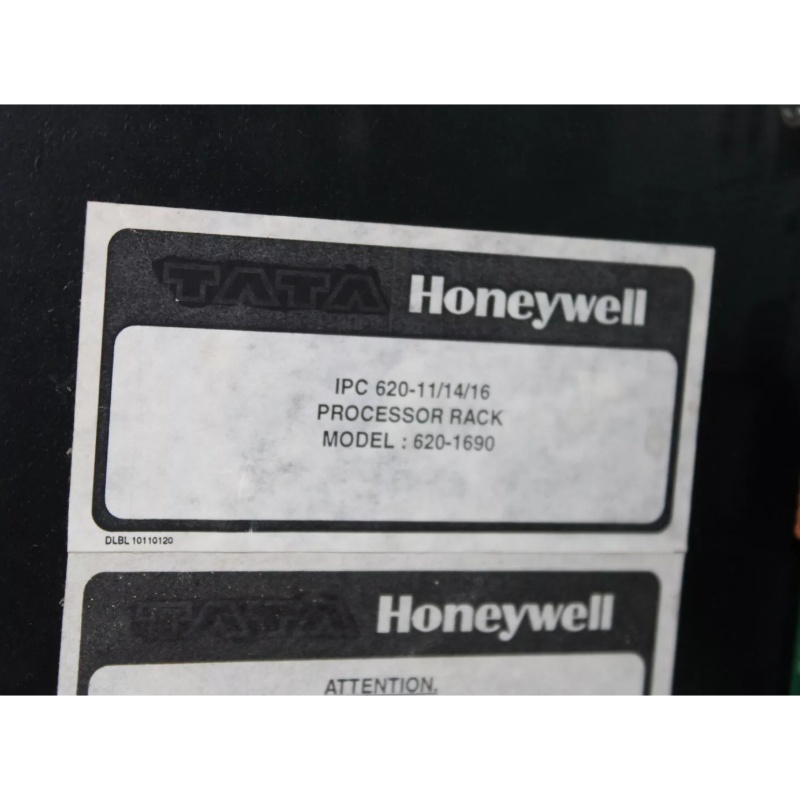 TATA Honeywell
IPC 620-11/14/16
PROCESSOR RACK
MODEL : 620-1690
DLBL 10110120
TATA Honeywell
ATTENTION.